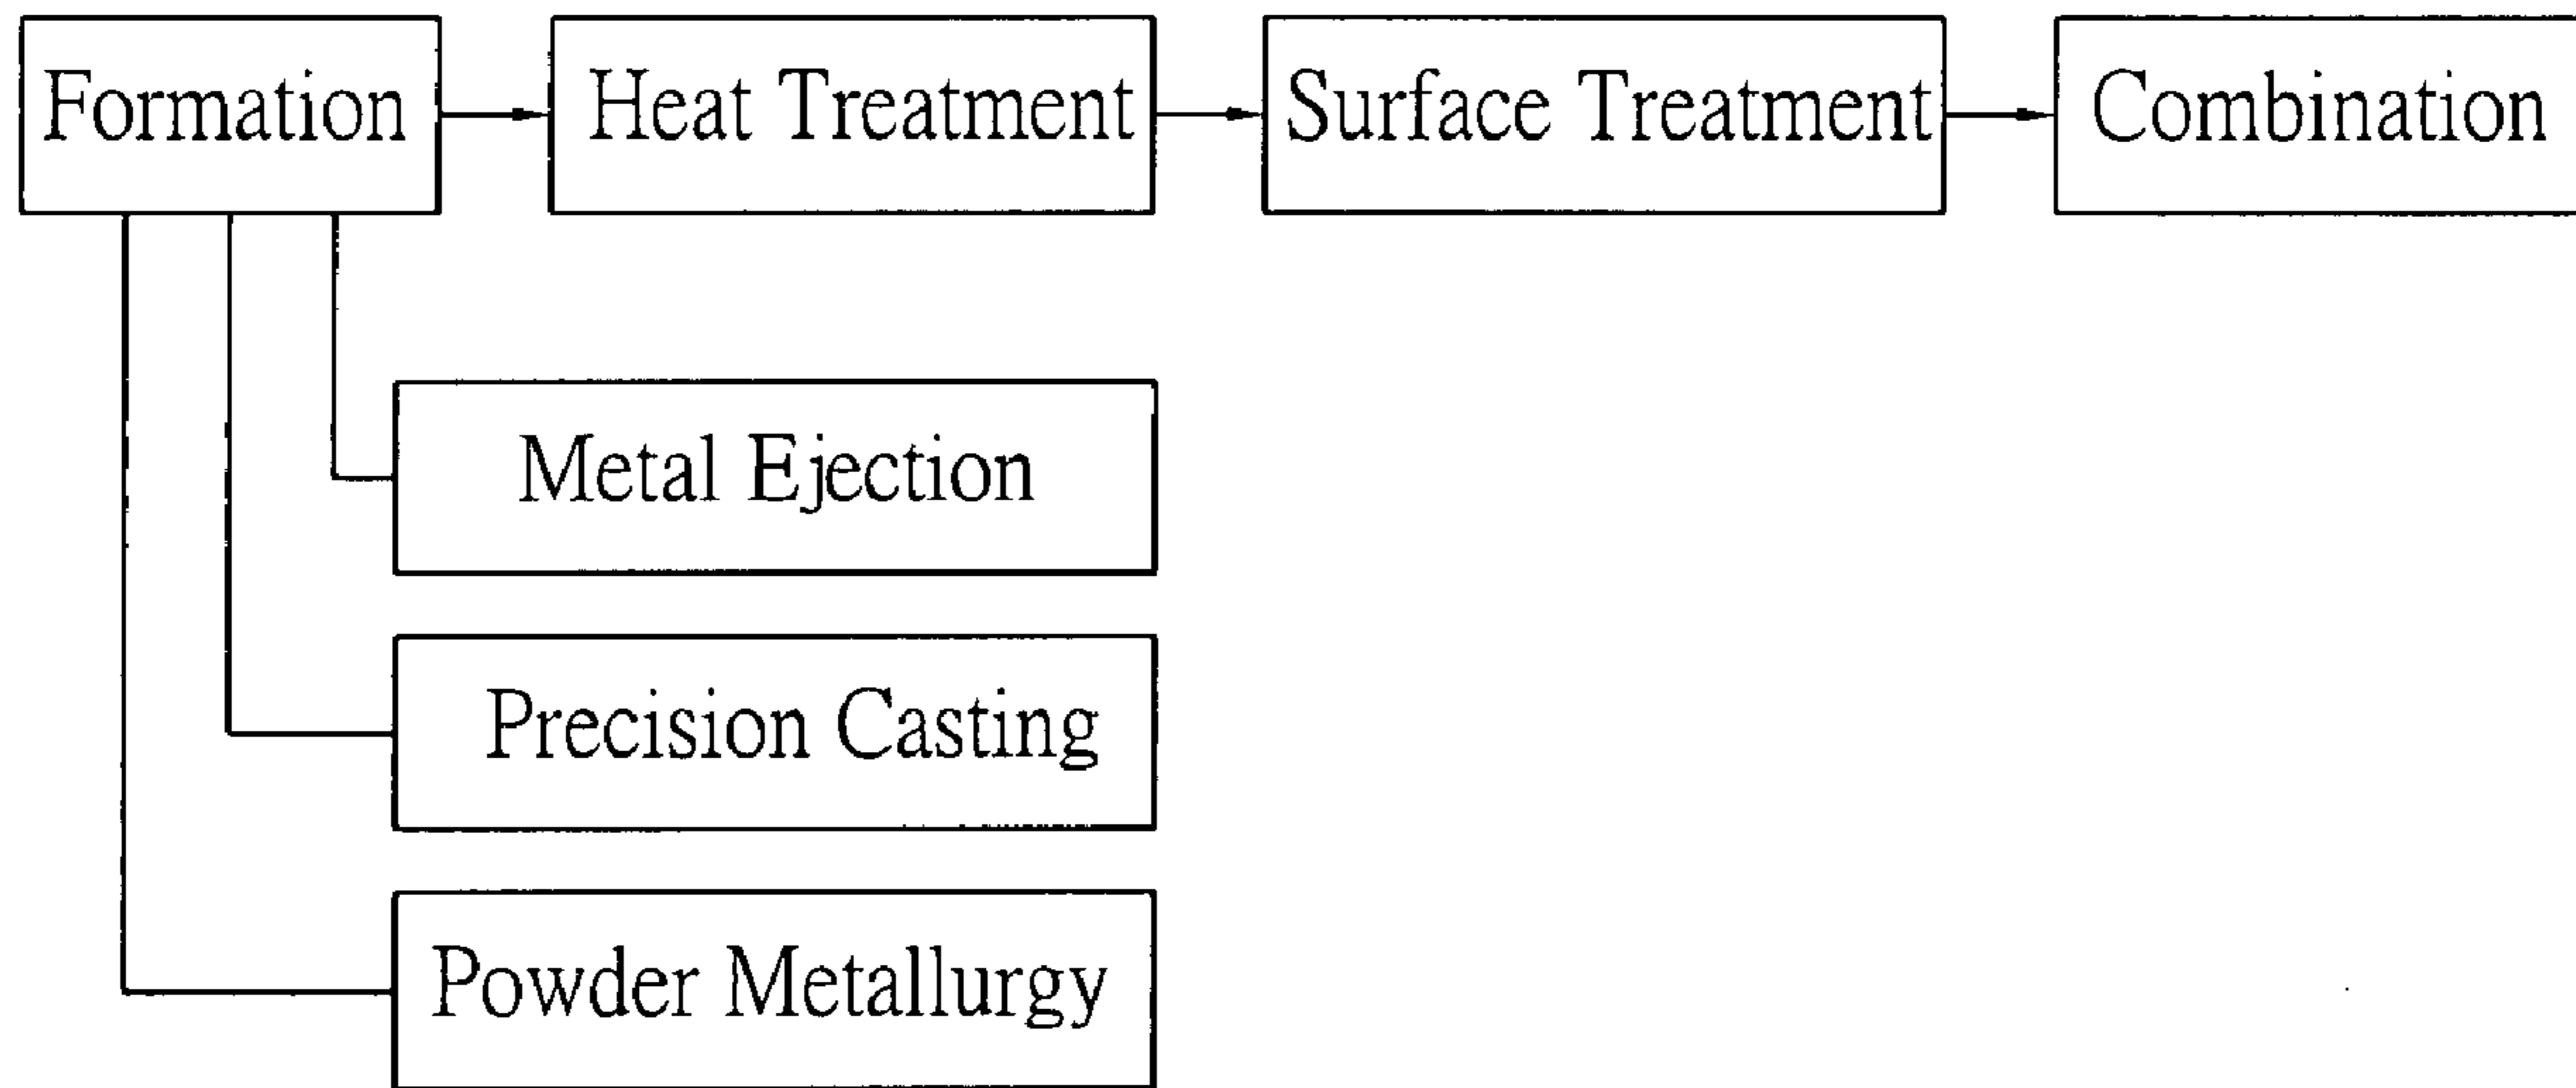 Formation
Heat Treatment
Surface Treatment
Combination
Metal Ejection
Precision Casting
Powder Metallurgy